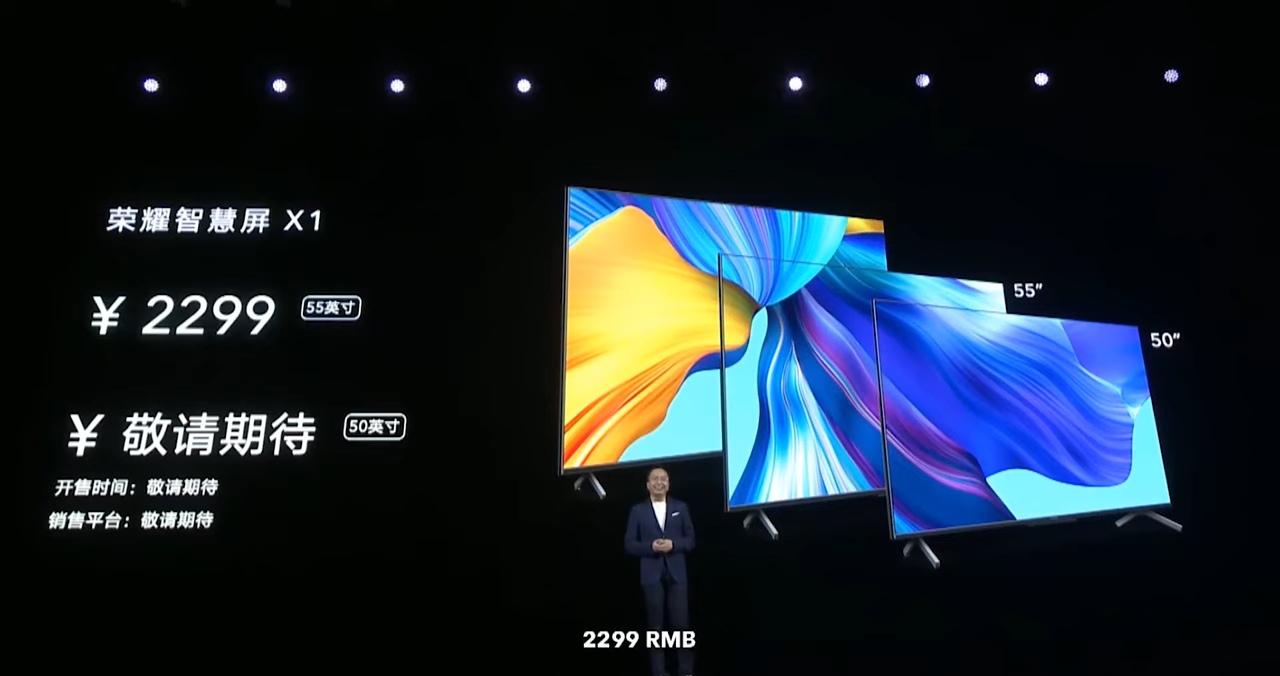 荣耀智慧屏 X1
¥ 2299 55英寸
¥ 敬请期待 50英寸
开售时间：敬请期待
销售平台：敬请期待
55″
50″
2299 RMB